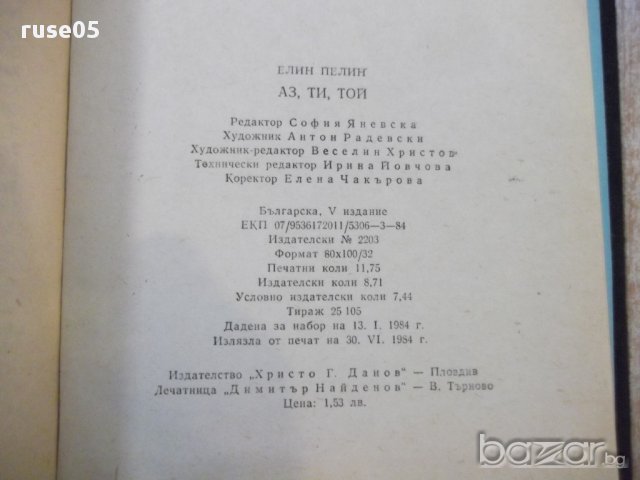 ruse05
ЕЛИН ПЕЛИН
АЗ, ТИ, ТОЙ
Редактор София Яневска
Художник Антон Радевски
Художник-редактор Веселин Христов
Технически редактор Ирина Йовчова
Коректор Елена Чакърова
Българска, V издание
ЕКП 07/9536172011/5306—3—84
Издателски № 2203
Формат 80х100/32
Печатни коли 11,75
Издателски коли 8,71
Условно издателски коли 7,44
Тираж 25 105
Дадена за набор на 13. I. 1984 г.
Излязла от печат на 30. VI. 1984 г.
Издателство „Христо Г. Данов“ — Пловдив
Печатница „Димитър Найденов“ — В. Търново
Цена: 1,53 лв.
bazar.bg